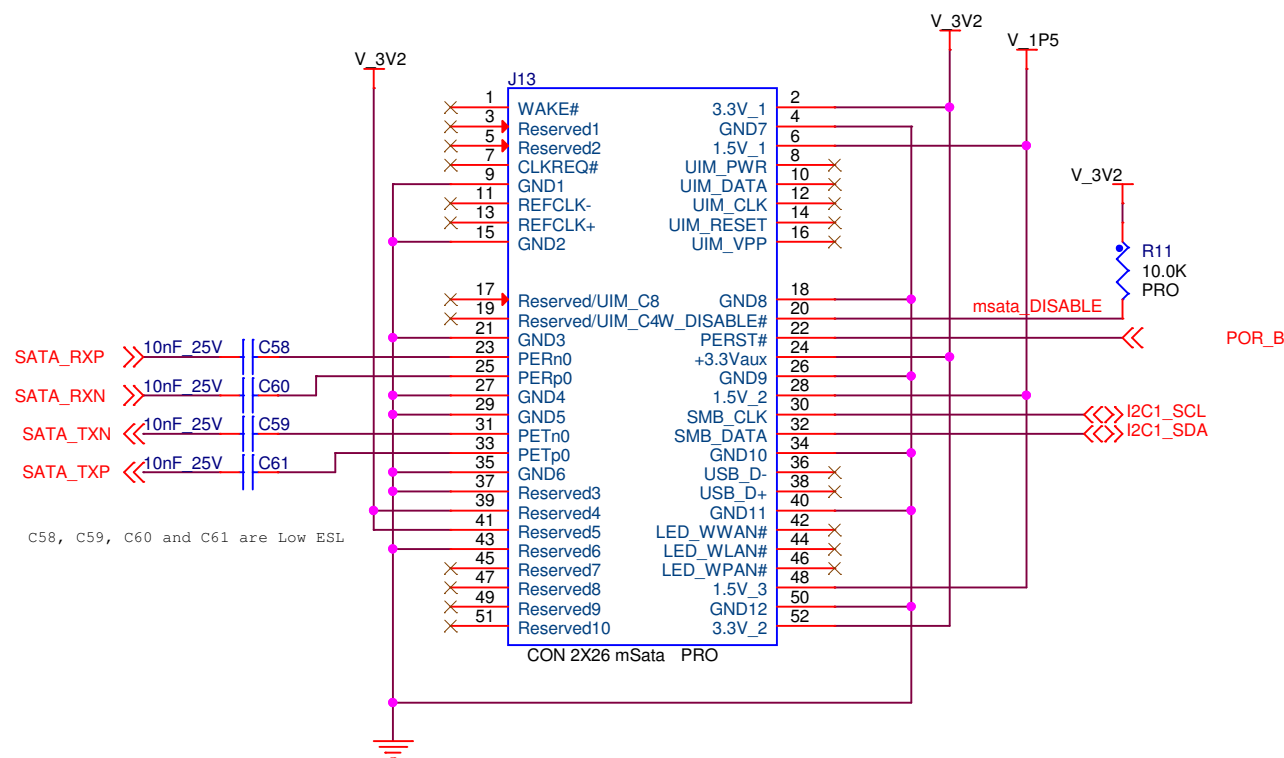 V_3V2
V_1P5
V_3V2
J13
1 WAKE# 3.3V_1 2
3 Reserved1 GND7 4
5 Reserved2 1.5V_1 6
7 CLKREQ# UIM_PWR 8
9 GND1 UIM_DATA 10
11 REFCLK- UIM_CLK 12
13 REFCLK+ UIM_RESET 14
15 GND2 UIM_VPP 16
V_3V2
R11
10.0K
PRO
17 Reserved/UIM_C8 GND8 18
19 Reserved/UIM_C4W_DISABLE# 20 msata_DISABLE
21 GND3 PERST# 22 POR_B
SATA_RXP 10nF_25V C58 23 PERn0 +3.3Vaux 24
25 PERp0 GND9 26
SATA_RXN 10nF_25V C60 27 GND4 1.5V_2 28
29 GND5 SMB_CLK 30 I2C1_SCL
SATA_TXN 10nF_25V C59 31 PETn0 SMB_DATA 32 I2C1_SDA
33 PETp0 GND10 34
SATA_TXP 10nF_25V C61 35 GND6 USB_D- 36
37 Reserved3 USB_D+ 38
39 Reserved4 GND11 40
41 Reserved5 LED_WWAN# 42
C58, C59, C60 and C61 are Low ESL
43 Reserved6 LED_WLAN# 44
45 Reserved7 LED_WPAN# 46
47 Reserved8 1.5V_3 48
49 Reserved9 GND12 50
51 Reserved10 3.3V_2 52
CON 2X26 mSata PRO